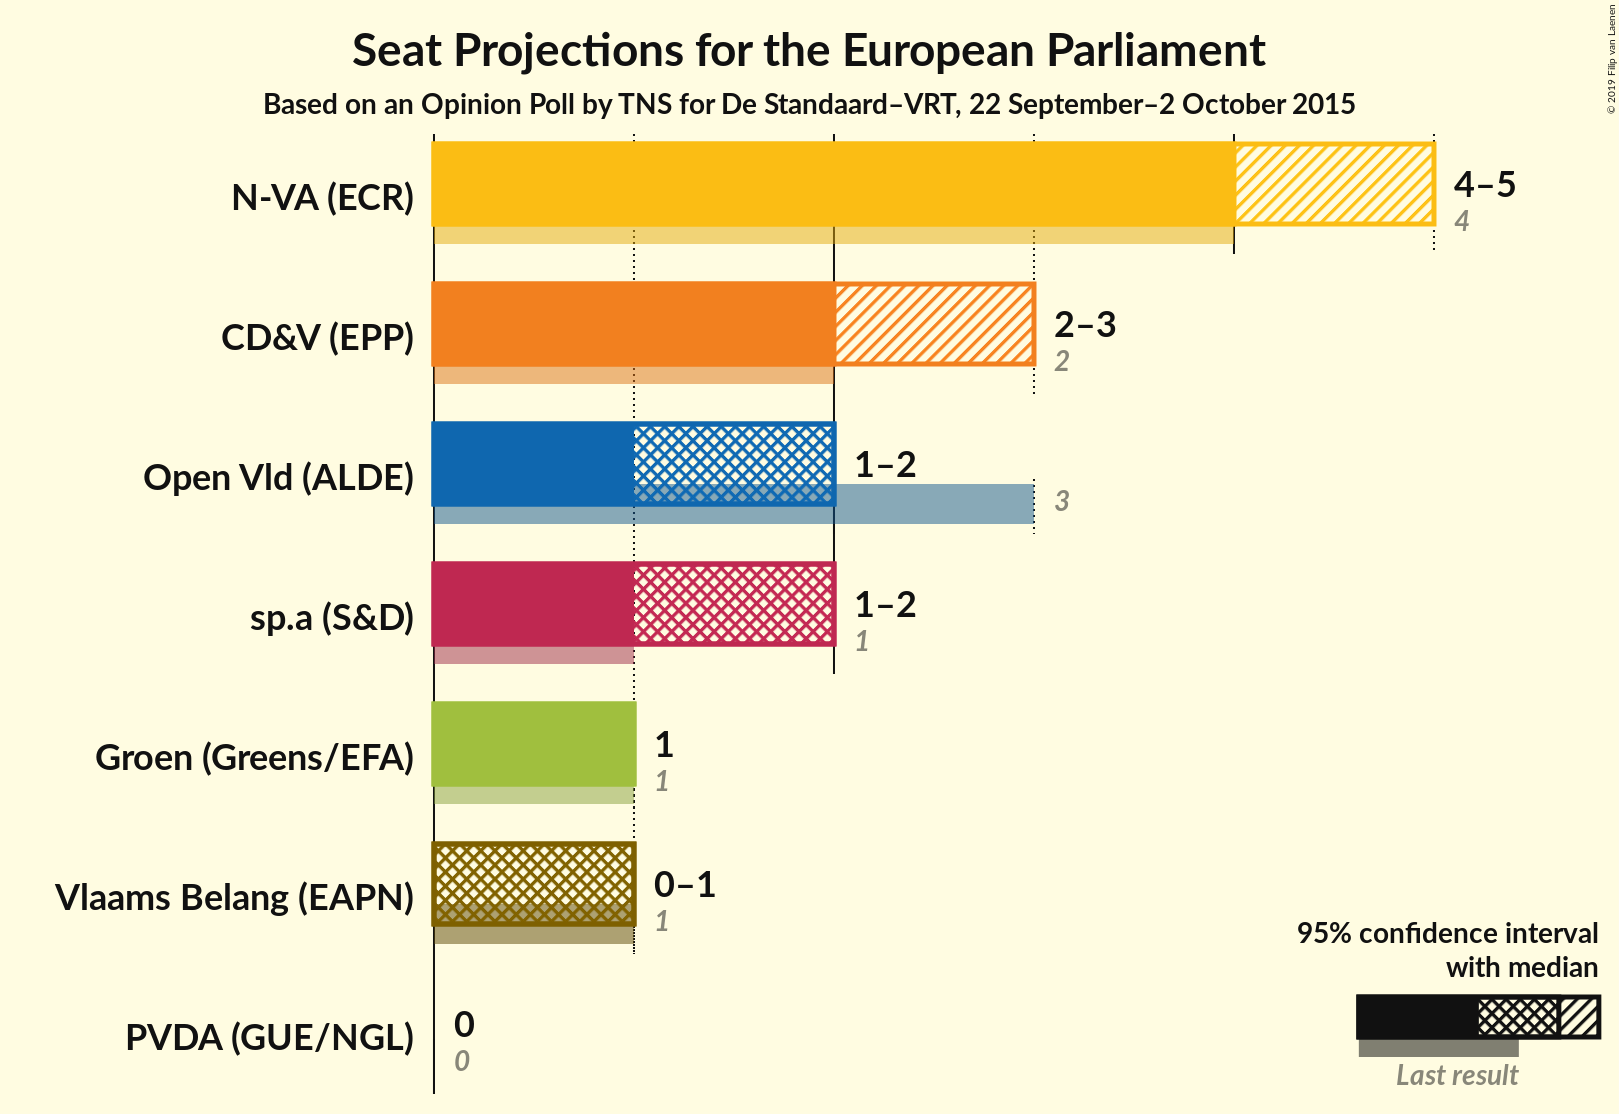 Seat Projections for the European Parliament
Based on an Opinion Poll by TNS for De Standaard–VRT, 22 September–2 October 2015
© 2019 Filip van Laenen
N-VA (ECR)
4–5
4
CD&V (EPP)
2–3
2
Open Vld (ALDE)
1–2
3
sp.a (S&D)
1–2
1
Groen (Greens/EFA)
1
1
Vlaams Belang (EAPN)
0–1
1
PVDA (GUE/NGL)
0
0
95% confidence interval
with median
Last result